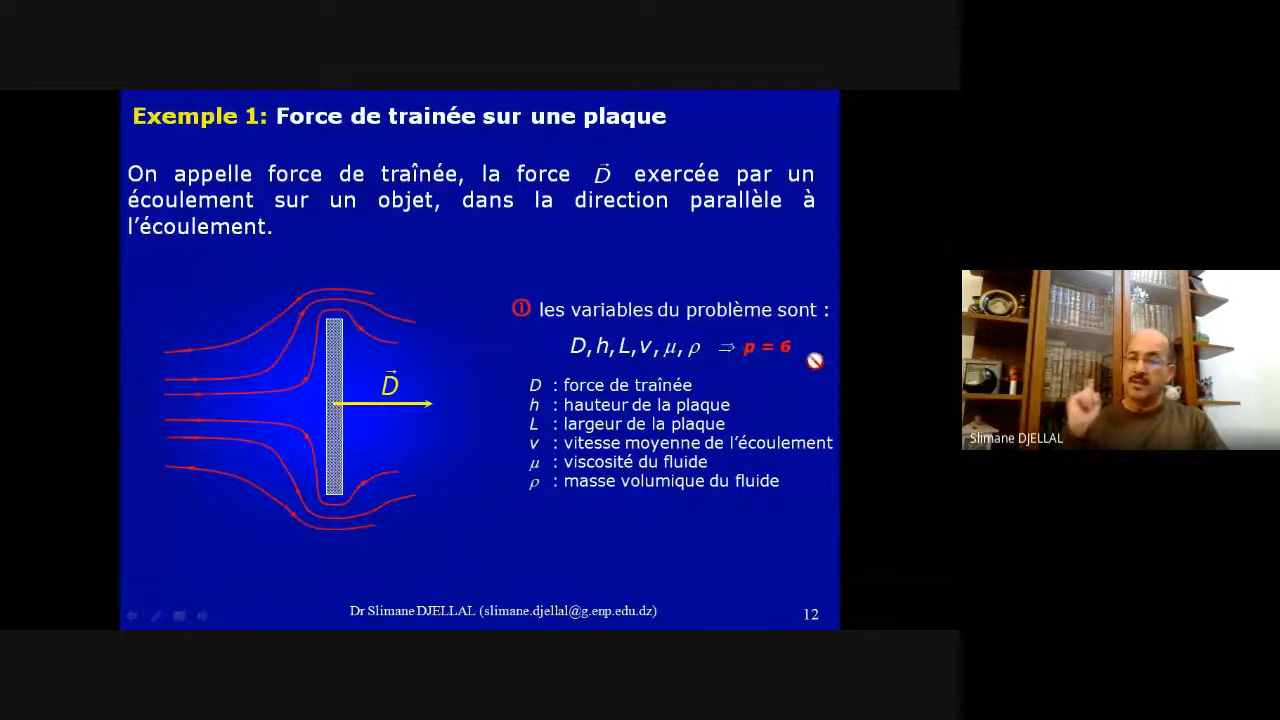 Exemple 1: Force de trainée sur une plaque
On appelle force de traînée, la force D⃗ exercée par un
écoulement sur un objet, dans la direction parallèle à
l'écoulement.
① les variables du problème sont :
D, h, L, v, μ, ρ ⇒ p = 6
D⃗
D : force de traînée
h : hauteur de la plaque
L : largeur de la plaque
v : vitesse moyenne de l'écoulement
μ : viscosité du fluide
ρ : masse volumique du fluide
Slimane DJELLAL
Dr Slimane DJELLAL (slimane.djellal@g.enp.edu.dz)
12